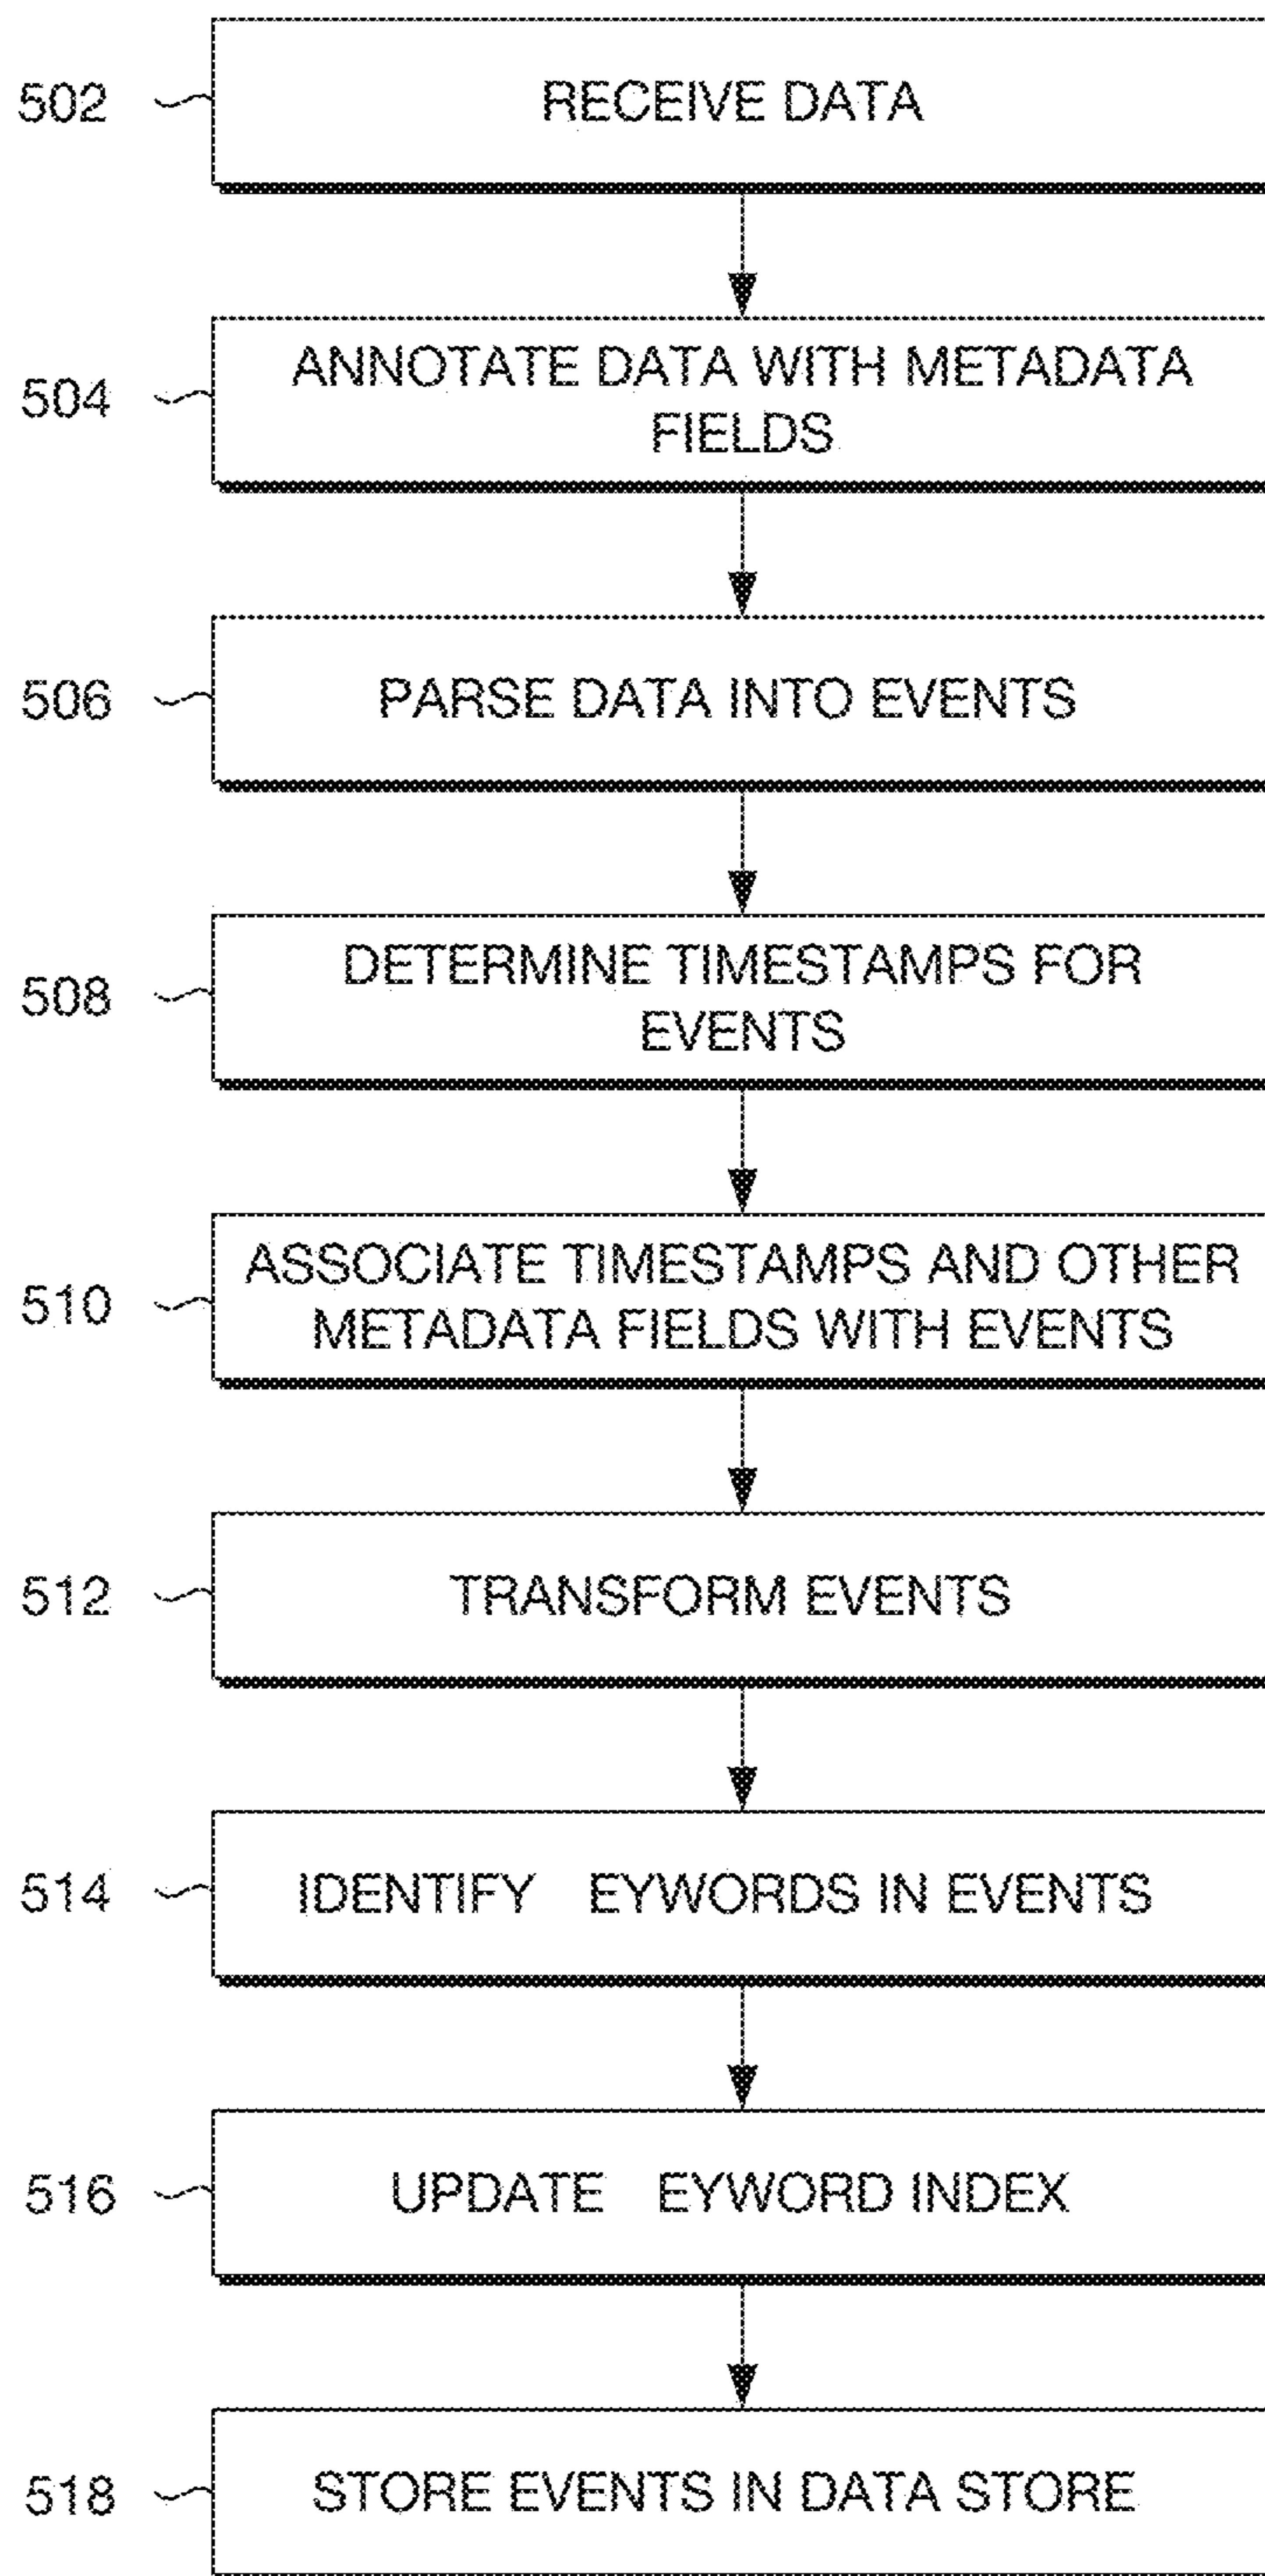 502 RECEIVE DATA
504 ANNOTATE DATA WITH METADATA
FIELDS
506 PARSE DATA INTO EVENTS
508 DETERMINE TIMESTAMPS FOR
EVENTS
510 ASSOCIATE TIMESTAMPS AND OTHER
METADATA FIELDS WITH EVENTS
512 TRANSFORM EVENTS
514 IDENTIFY EYWORDS IN EVENTS
516 UPDATE EYWORD INDEX
518 STORE EVENTS IN DATA STORE